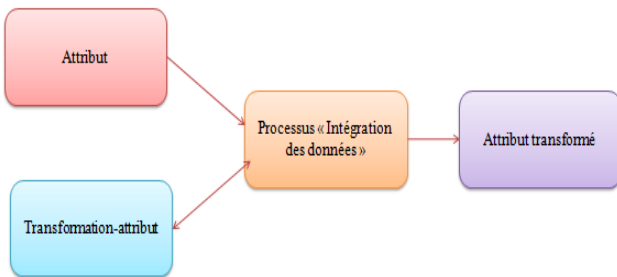 Attribut
Processus « Intégration
des données »
Attribut transformé
Transformation-attribut